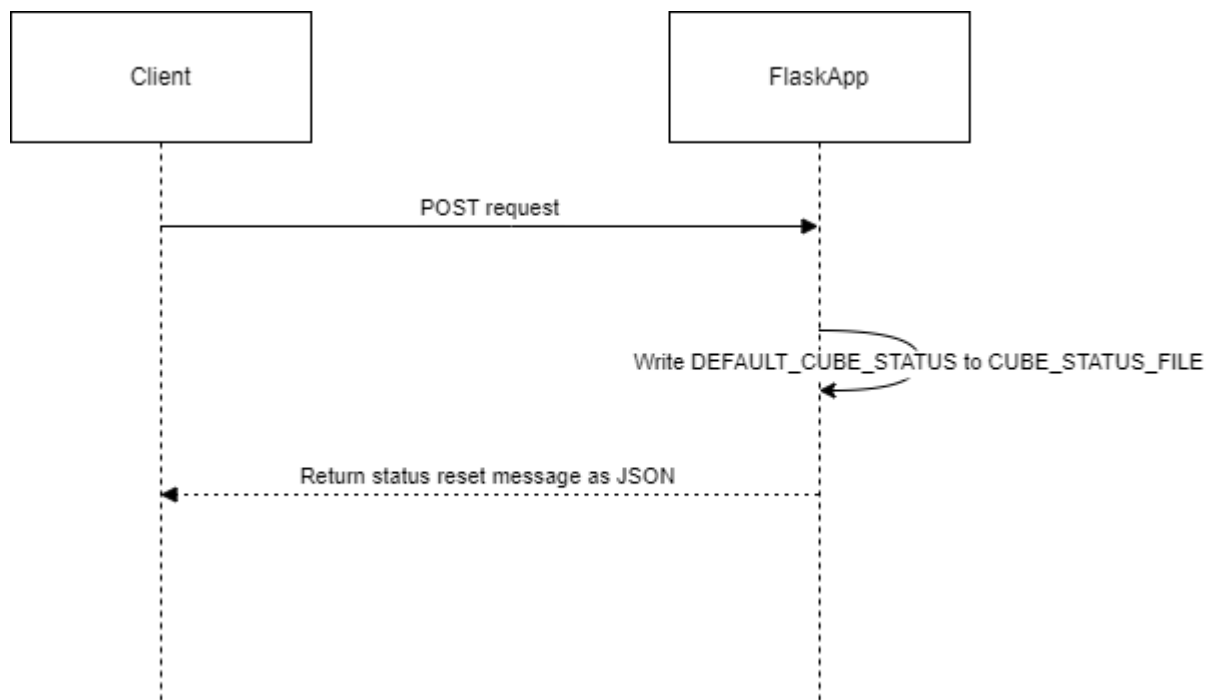 Client
FlaskApp
POST request
Write DEFAULT_CUBE_STATUS to CUBE_STATUS_FILE
Return status reset message as JSON